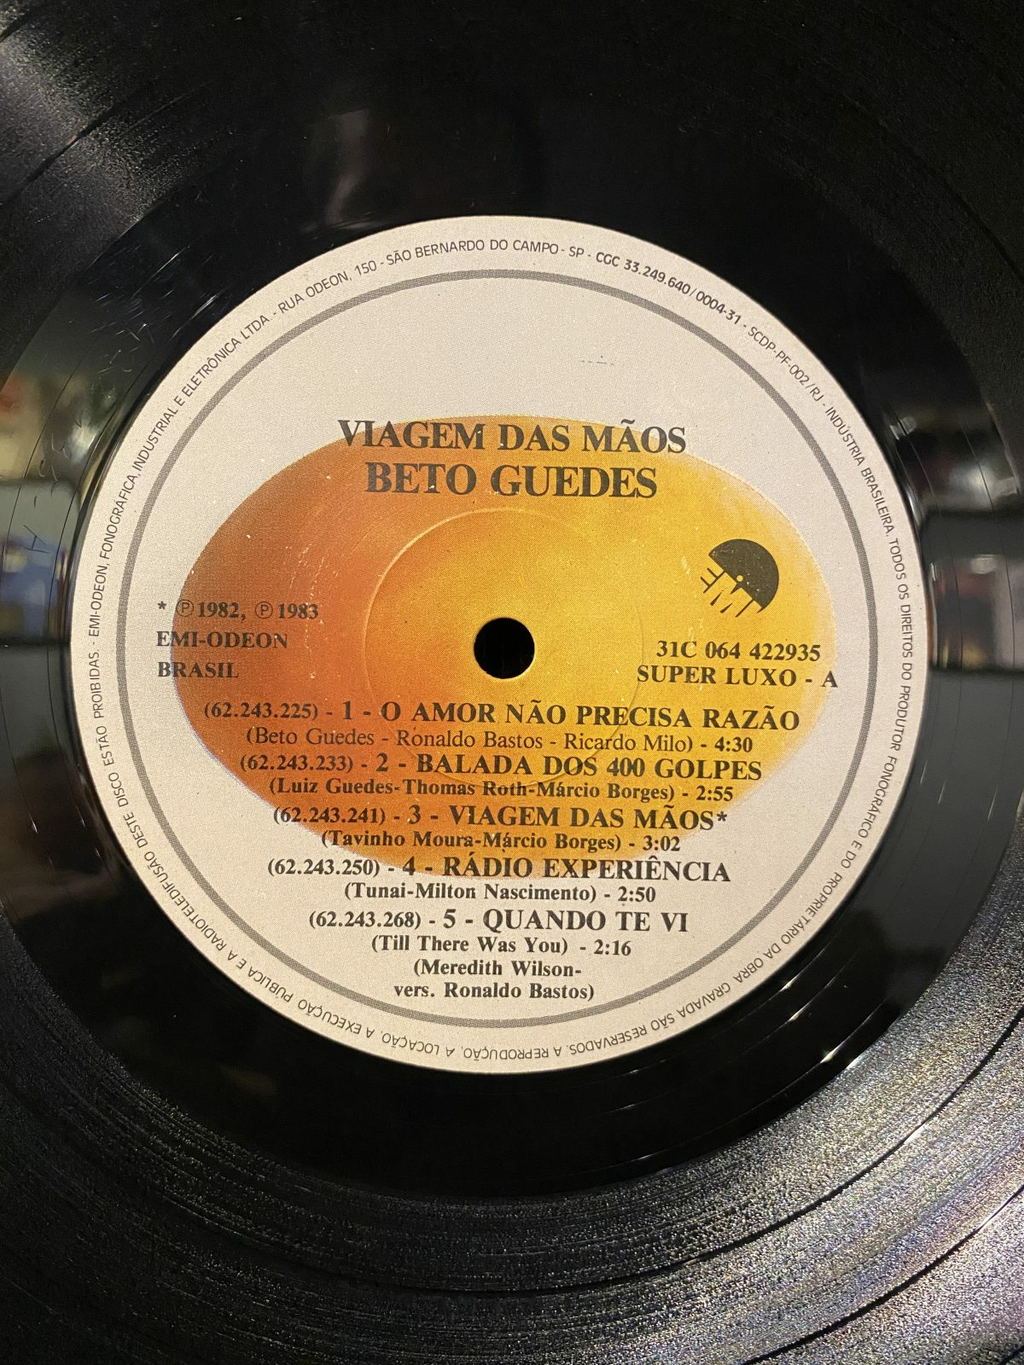 EMI-ODEON, FONOGRÁFICA, INDUSTRIAL E ELETRÔNICA LTDA - RUA ODEON, 150 - SÃO BERNARDO DO CAMPO - SP - CGC 33.249.640/0004-31 - SCDP-PF-002/RJ - INDÚSTRIA BRASILEIRA. TODOS OS DIREITOS DO PRODUTOR FONOGRÁFICO E DO PROPRIETÁRIO DA OBRA GRAVADA SÃO RESERVADOS. A REPRODUÇÃO, A LOCAÇÃO, A EXECUÇÃO PÚBLICA E A RADIOTELEDIFUSÃO DESTE DISCO ESTÃO PROIBIDAS. -
VIAGEM DAS MÃOS
BETO GUEDES
EMI
* ℗ 1982, ℗ 1983
EMI-ODEON
BRASIL
31C 064 422935
SUPER LUXO - A
(62.243.225) - 1 - O AMOR NÃO PRECISA RAZÃO
(Beto Guedes - Ronaldo Bastos - Ricardo Milo) - 4:30
(62.243.233) - 2 - BALADA DOS 400 GOLPES
(Luiz Guedes-Thomas Roth-Márcio Borges) - 2:55
(62.243.241) - 3 - VIAGEM DAS MÃOS*
(Tavinho Moura-Márcio Borges) - 3:02
(62.243.250) - 4 - RÁDIO EXPERIÊNCIA
(Tunai-Milton Nascimento) - 2:50
(62.243.268) - 5 - QUANDO TE VI
(Till There Was You) - 2:16
(Meredith Wilson-
vers. Ronaldo Bastos)